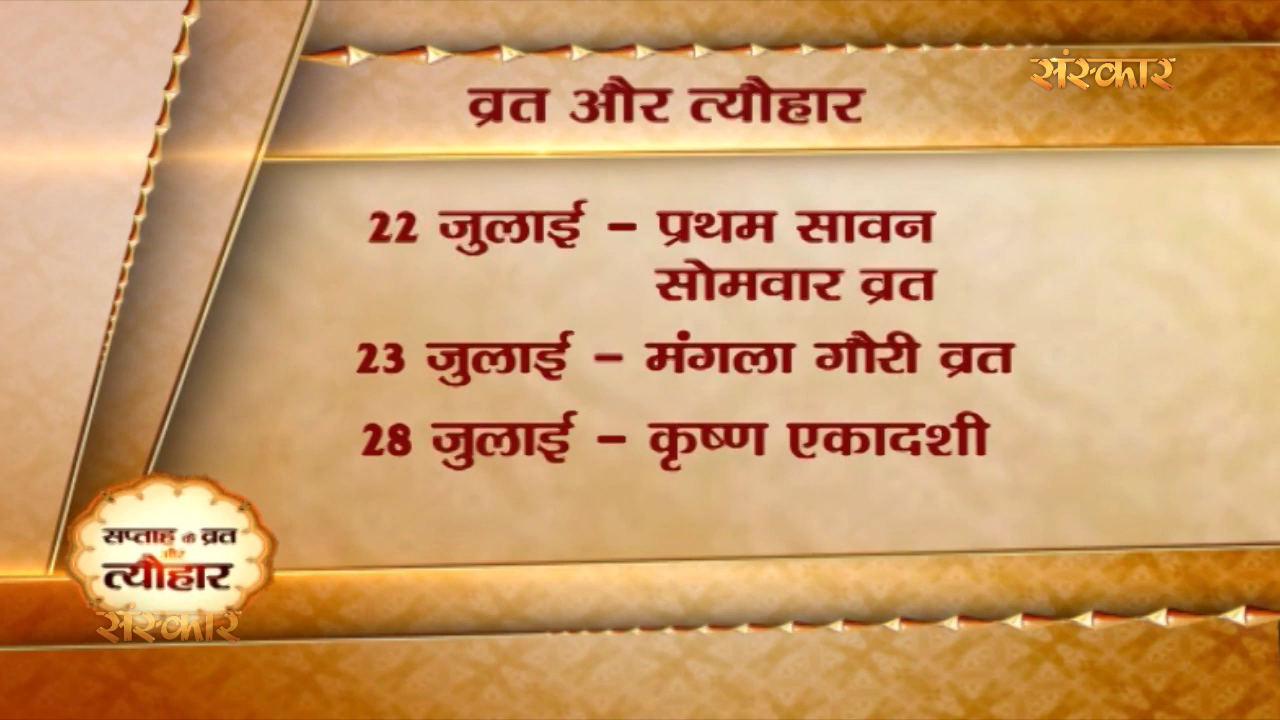 संस्कार
व्रत और त्यौहार
22 जुलाई – प्रथम सावन
सोमवार व्रत
23 जुलाई – मंगला गौरी व्रत
28 जुलाई – कृष्ण एकादशी
सप्ताह के व्रत
और
त्यौहार
संस्कार